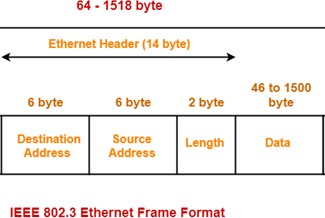 64 - 1518 byte
Ethernet Header (14 byte)
6 byte
6 byte
2 byte
46 to 1500
byte
Destination
Address
Source
Address
Length
Data
IEEE 802.3 Ethernet Frame Format